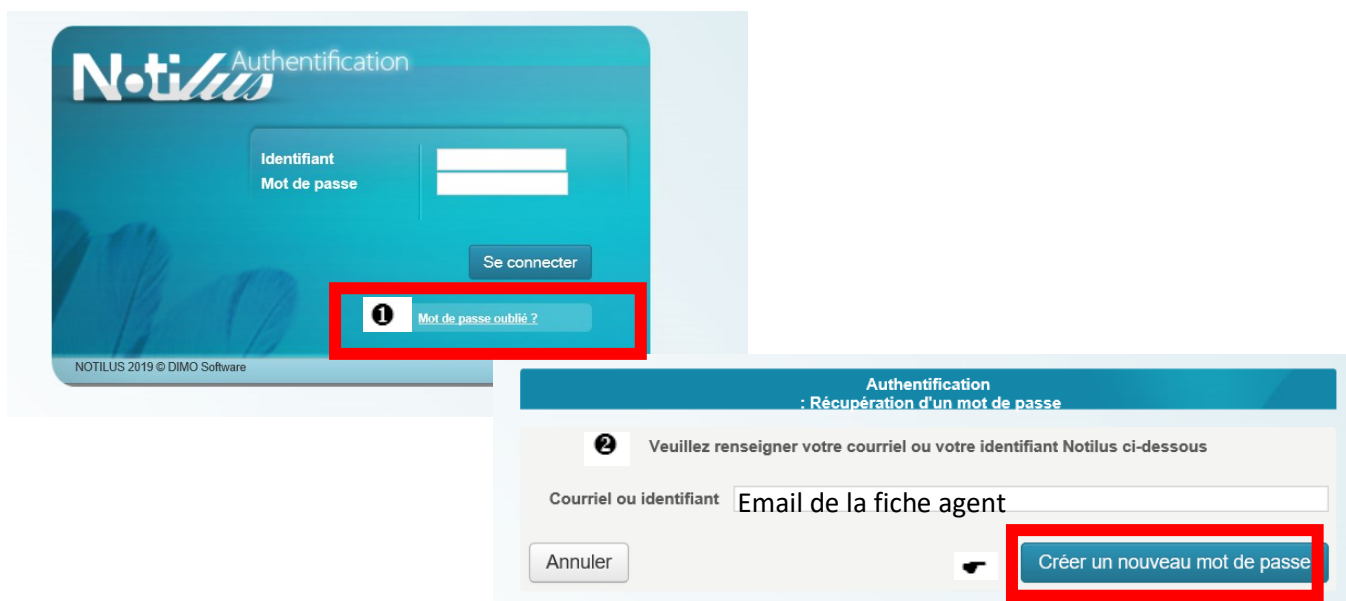 Notilus Authentification
Identifiant
Mot de passe
Se connecter
❶ Mot de passe oublié ?
NOTILUS 2019 © DIMO Software
Authentification
: Récupération d'un mot de passe
❷ Veuillez renseigner votre courriel ou votre identifiant Notilus ci-dessous
Courriel ou identifiant Email de la fiche agent
Annuler ☛ Créer un nouveau mot de passe